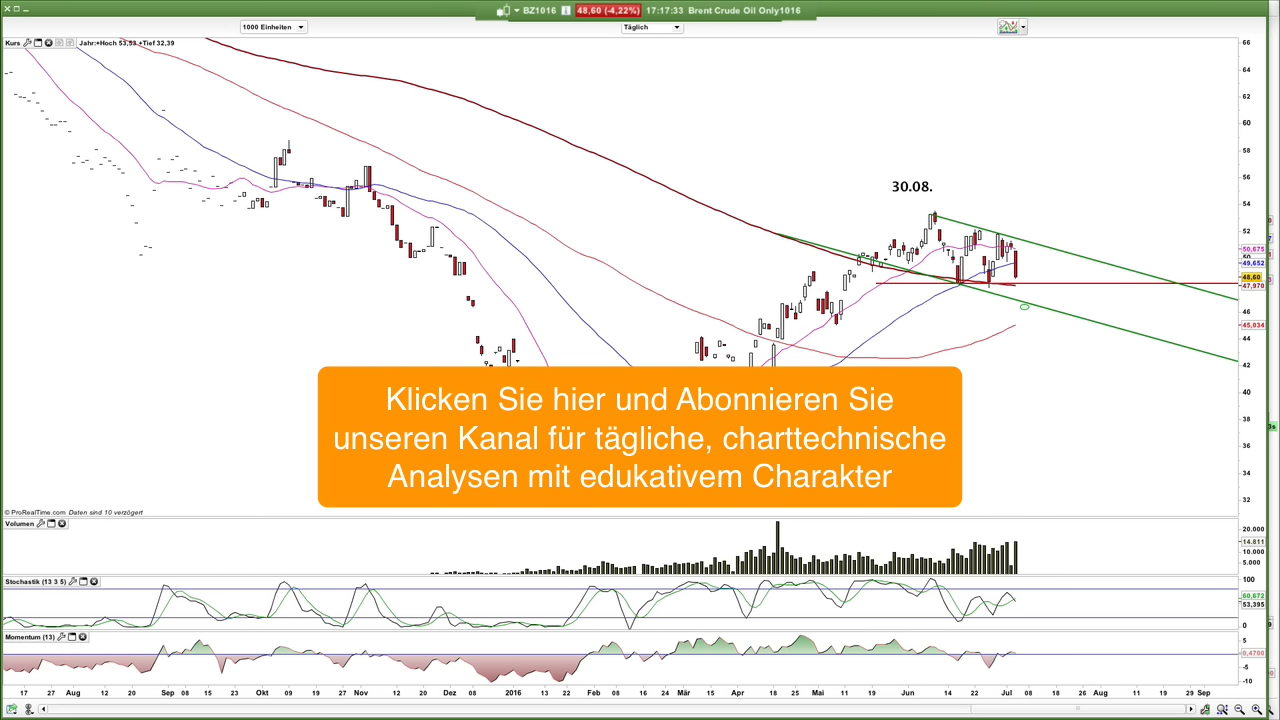 BZ1016 48,60 (-4,22%) 17:17:33 Brent Crude Oil Only1016
1000 Einheiten
Täglich
Kurs
Jahr:+Hoch 53,53 +Tief 32,39
66
64
62
60
58
56
54
52
50,675
50
49,652
48,60
47,970
46
45,034
44
42
40
38
36
34
32
30.08.
Klicken Sie hier und Abonnieren Sie
unseren Kanal für tägliche, charttechnische
Analysen mit edukativem Charakter
© ProRealTime.com Daten sind 10 verzögert
Volumen
20.000
14.811
10.000
5.000
Stochastik (13 3 5)
100
60,672
53,395
0
Momentum (13)
5
0,4700
-5
-10
17 27 Aug 12 20 Sep 08 15 23 Okt 09 19 27 Nov 12 20 Dez 08 2016 13 22 Feb 08 16 24 Mär 15 Apr 18 25 Mai 11 19 Jun 14 22 Jul 08 18 26 Aug 11 19 29 Sep